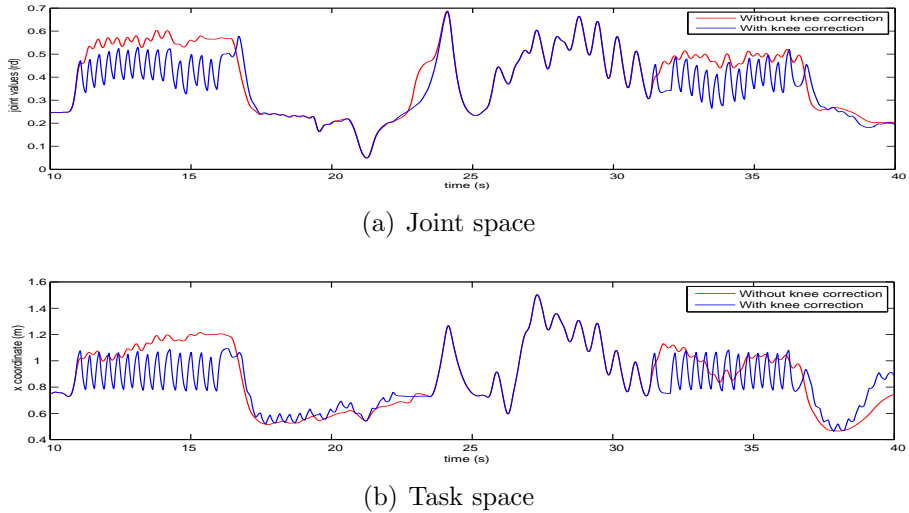 0.7
0.6
0.5
0.4
0.3
0.2
0.1
0
joint values (rd)
Without knee correction
With knee correction
10 15 20 25 30 35 40
time (s)
(a) Joint space
1.6
1.4
1.2
1
0.8
0.6
0.4
x coordinate (m)
Without knee correction
With knee correction
10 15 20 25 30 35 40
time (s)
(b) Task space